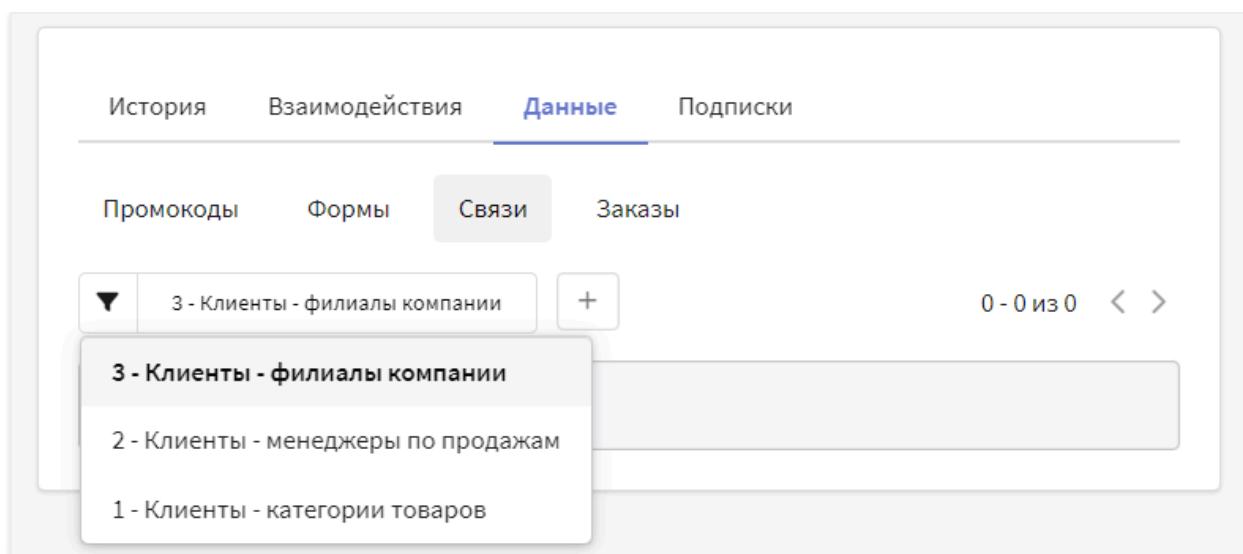 История Взаимодействия Данные Подписки
Промокоды Формы Связи Заказы
3 - Клиенты - филиалы компании + 0 - 0 из 0 < >
3 - Клиенты - филиалы компании
2 - Клиенты - менеджеры по продажам
1 - Клиенты - категории товаров